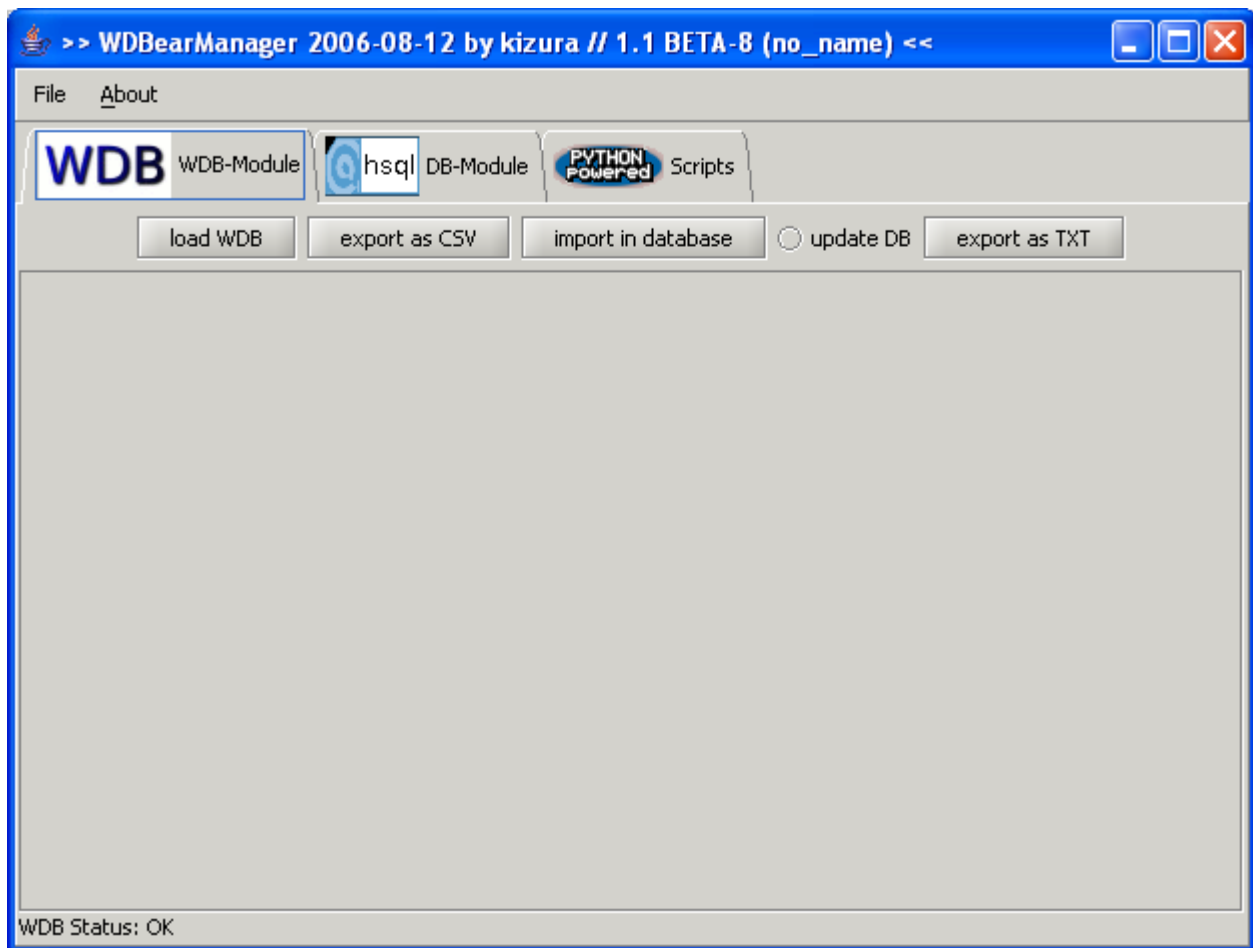 >> WDBearManager 2006-08-12 by kizura // 1.1 BETA-8 (no_name) <<
File About
WDB WDB-Module @ hsql DB-Module PYTHON Powered Scripts
load WDB export as CSV import in database update DB export as TXT
WDB Status: OK